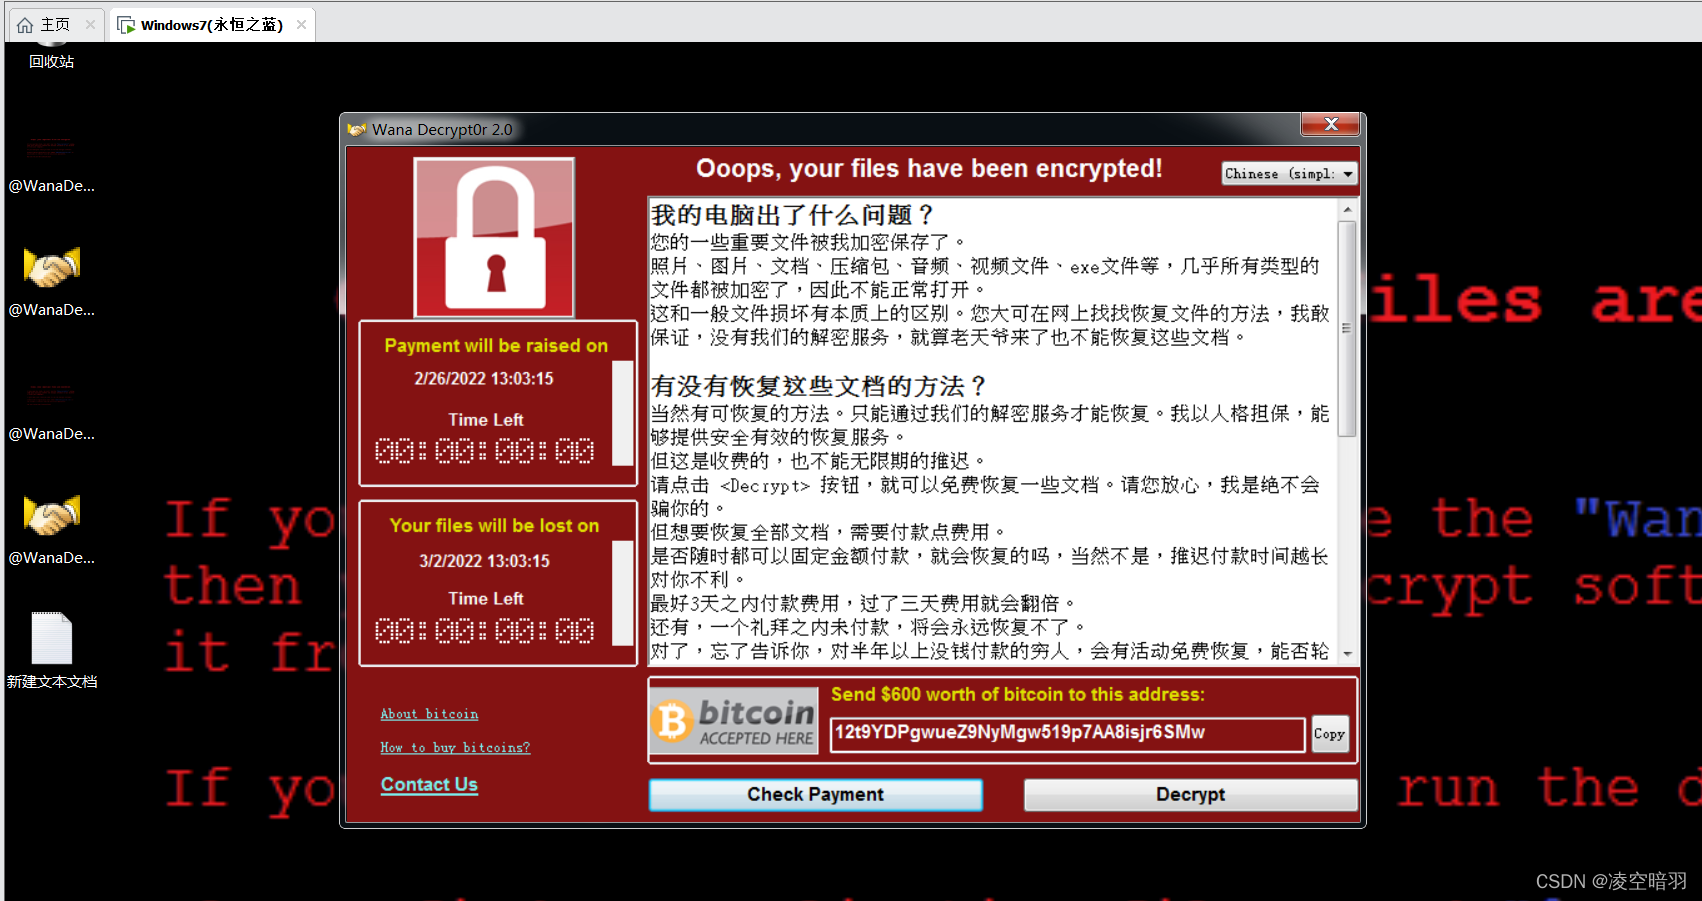 主页
Windows7(永恒之蓝)
回收站
@WanaDe...
@WanaDe...
@WanaDe...
@WanaDe...
新建文本文档
Wana Decrypt0r 2.0
Ooops, your files have been encrypted!
Chinese (simpl:
Payment will be raised on
2/26/2022 13:03:15
Time Left
00:00:00:00
Your files will be lost on
3/2/2022 13:03:15
Time Left
00:00:00:00
About bitcoin
How to buy bitcoins?
Contact Us
我的电脑出了什么问题？
您的一些重要文件被我加密保存了。
照片、图片、文档、压缩包、音频、视频文件、exe文件等，几乎所有类型的
文件都被加密了，因此不能正常打开。
这和一般文件损坏有本质上的区别。您大可在网上找找恢复文件的方法，我敢
保证，没有我们的解密服务，就算老天爷来了也不能恢复这些文档。
有没有恢复这些文档的方法？
当然有可恢复的方法。只能通过我们的解密服务才能恢复。我以人格担保，能
够提供安全有效的恢复服务。
但这是收费的，也不能无限期的推迟。
请点击 <Decrypt> 按钮，就可以免费恢复一些文档。请您放心，我是绝不会
骗你的。
但想要恢复全部文档，需要付款点费用。
是否随时都可以固定金额付款，就会恢复的吗，当然不是，推迟付款时间越长
对你不利。
最好3天之内付款费用，过了三天费用就会翻倍。
还有，一个礼拜之内未付款，将会永远恢复不了。
对了，忘了告诉你，对半年以上没钱付款的穷人，会有活动免费恢复，能否轮
bitcoin
ACCEPTED HERE
Send $600 worth of bitcoin to this address:
12t9YDPgwueZ9NyMgw519p7AA8isjr6SMw
Copy
Check Payment
Decrypt
iles are
If yo
e the "Wan
then
crypt soft
it fr
If yo
run the d
CSDN @凌空暗羽